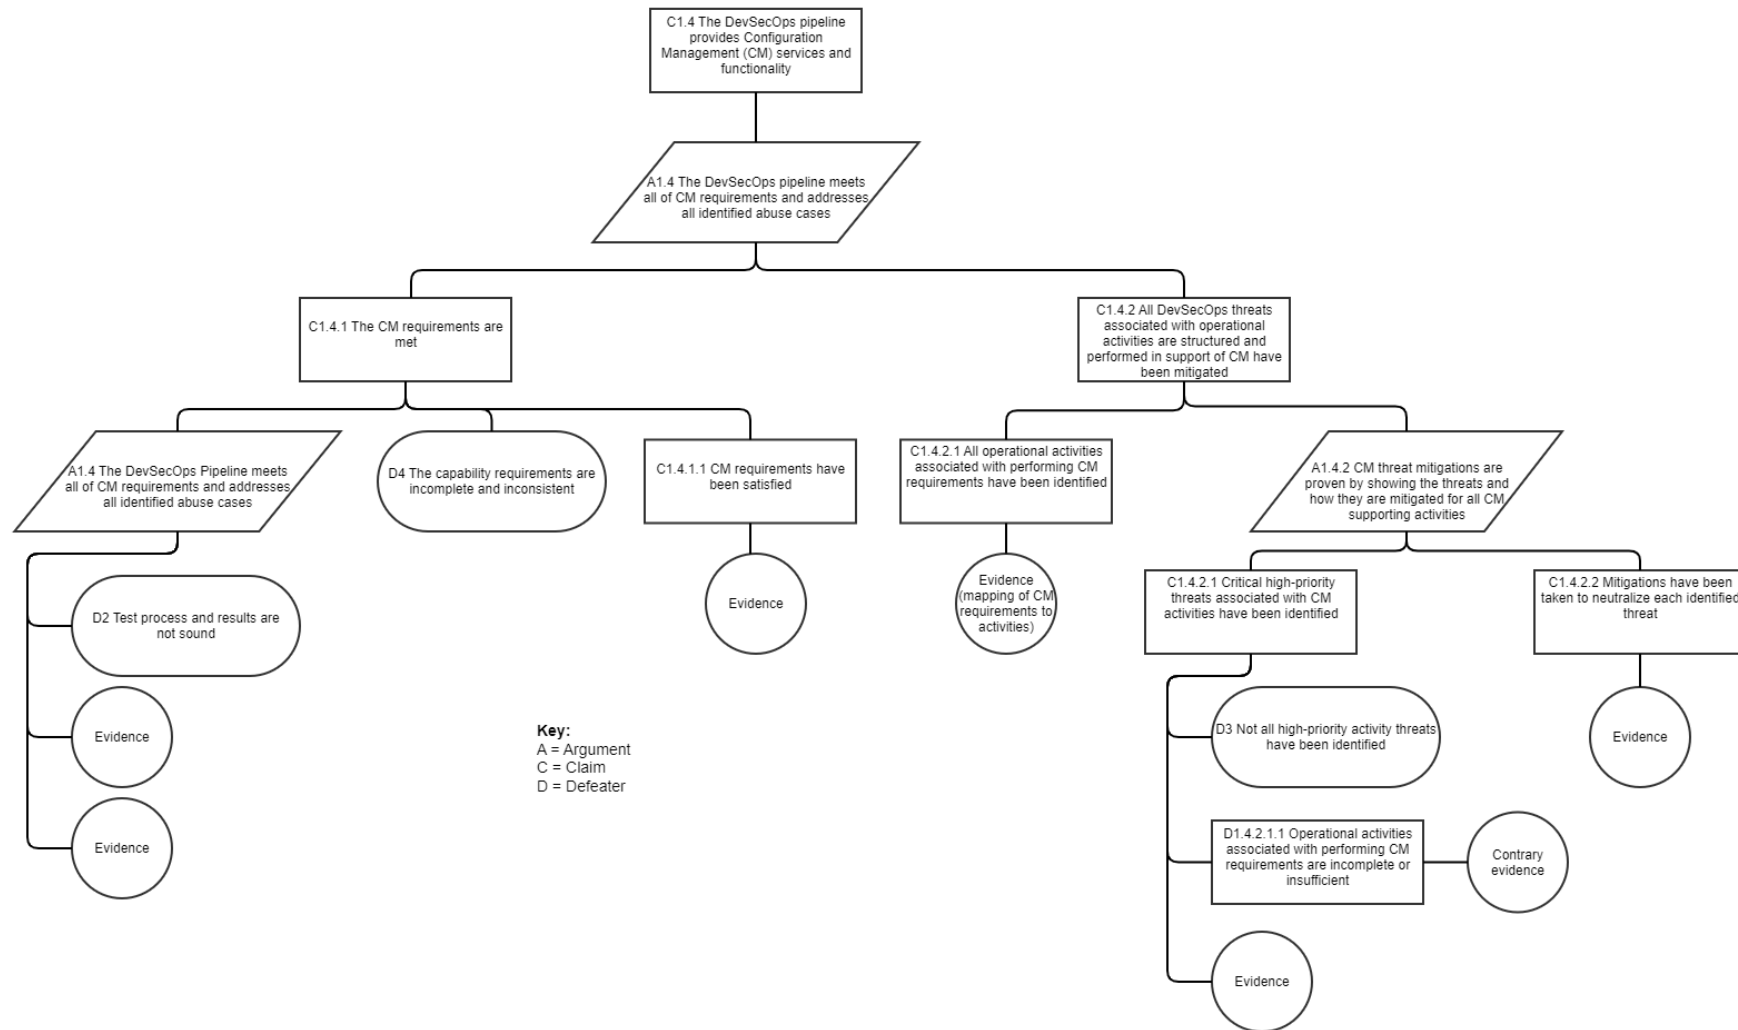 C1.4 The DevSecOps pipeline
provides Configuration
Management (CM) services and
functionality
A1.4 The DevSecOps pipeline meets
all of CM requirements and addresses
all identified abuse cases
C1.4.1 The CM requirements are
met
C1.4.2 All DevSecOps threats
associated with operational
activities are structured and
performed in support of CM have
been mitigated
A1.4 The DevSecOps Pipeline meets
all of CM requirements and addresses
all identified abuse cases
D4 The capability requirements are
incomplete and inconsistent
C1.4.1.1 CM requirements have
been satisfied
C1.4.2.1 All operational activities
associated with performing CM
requirements have been identified
A1.4.2 CM threat mitigations are
proven by showing the threats and
how they are mitigated for all CM
supporting activities
D2 Test process and results are
not sound
Evidence
Evidence
Evidence
Evidence
(mapping of CM
requirements to
activities)
C1.4.2.1 Critical high-priority
threats associated with CM
activities have been identified
C1.4.2.2 Mitigations have been
taken to neutralize each identified
threat
D3 Not all high-priority activity threats
have been identified
Evidence
D1.4.2.1.1 Operational activities
associated with performing CM
requirements are incomplete or
insufficient
Contrary
evidence
Evidence
Key:
A = Argument
C = Claim
D = Defeater